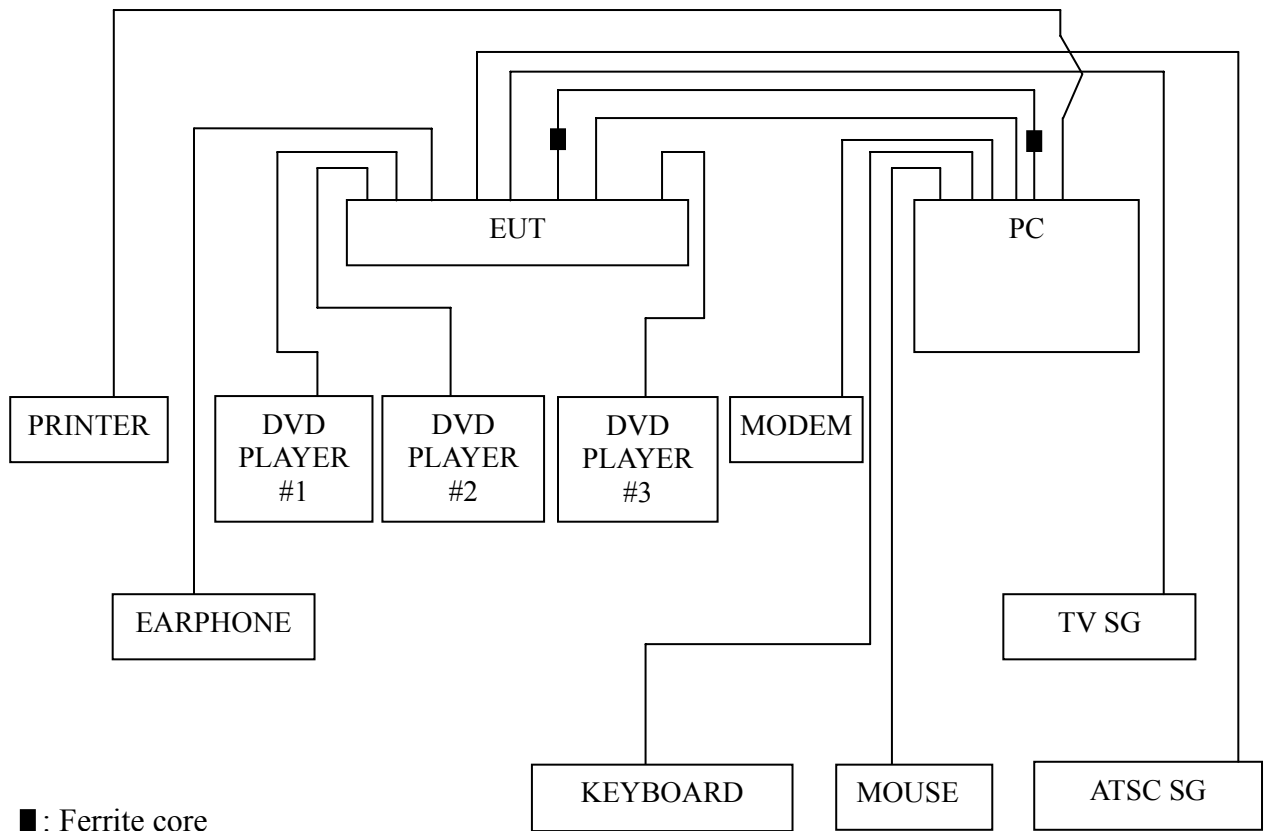 EUT
PC
PRINTER
DVD
PLAYER
#1
DVD
PLAYER
#2
DVD
PLAYER
#3
MODEM
EARPHONE
TV SG
KEYBOARD
MOUSE
ATSC SG
: Ferrite core